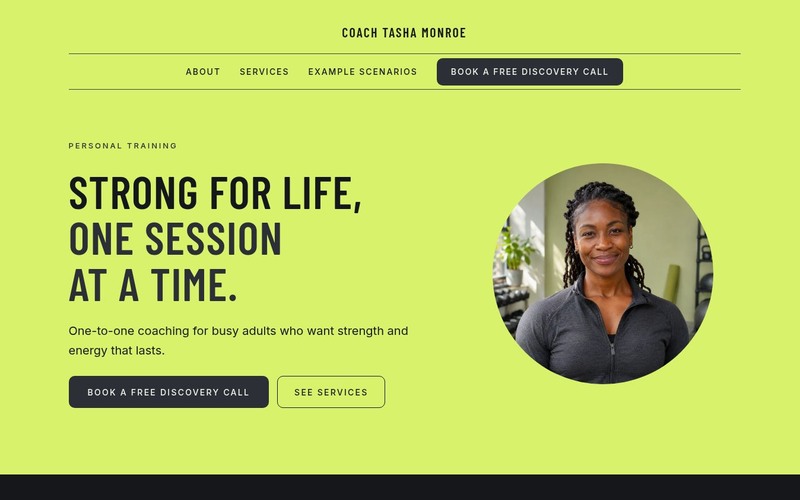 COACH TASHA MONROE
ABOUT SERVICES EXAMPLE SCENARIOS BOOK A FREE DISCOVERY CALL
PERSONAL TRAINING
STRONG FOR LIFE,
ONE SESSION
AT A TIME.
One-to-one coaching for busy adults who want strength and
energy that lasts.
BOOK A FREE DISCOVERY CALL SEE SERVICES